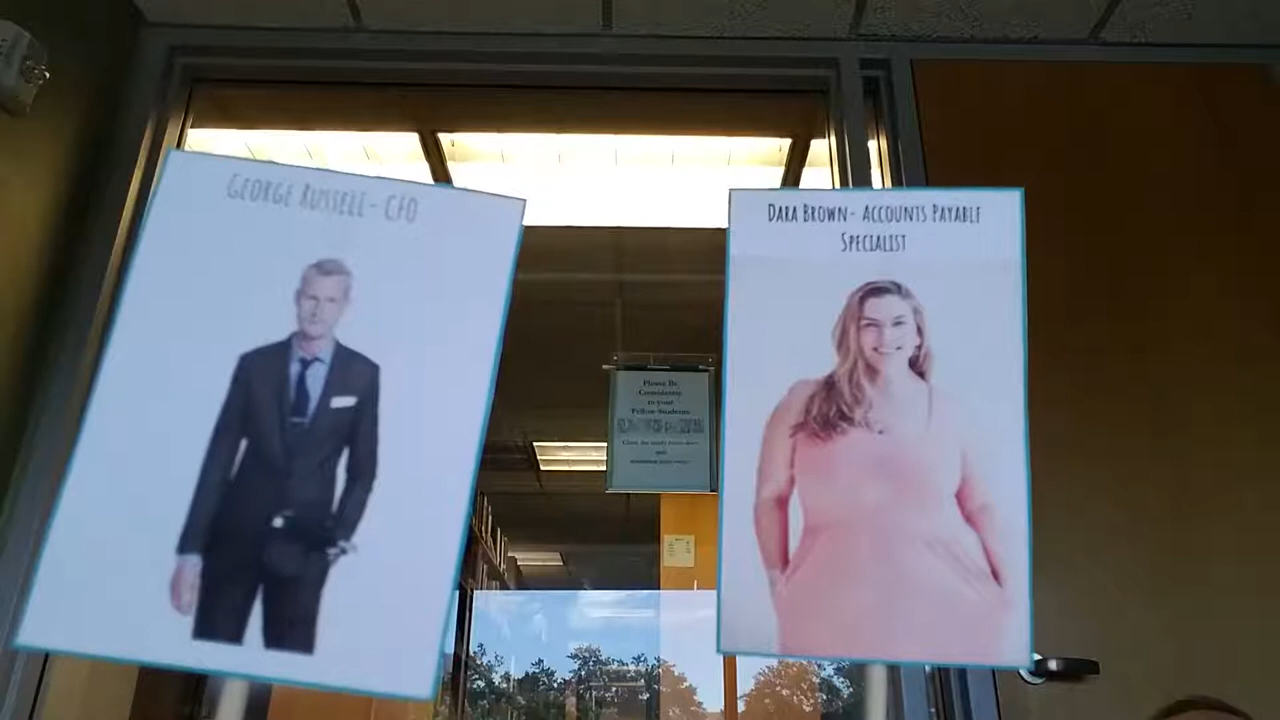 GEORGE RUSSELL- CFO
DARA BROWN- ACCOUNTS PAYABLE
SPECIALIST
Please Be
Considerate
to your
Fellow Students